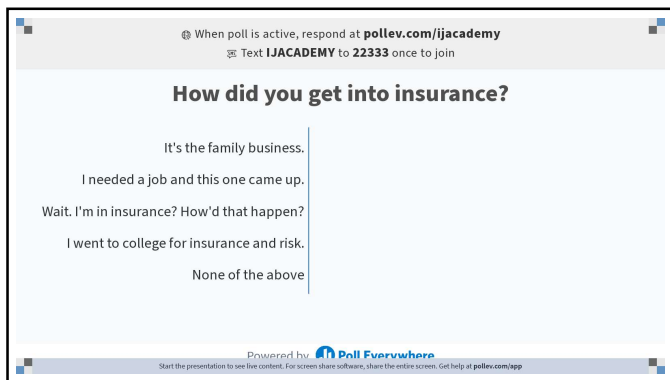 When poll is active, respond at pollev.com/ijacademy
Text IJACADEMY to 22333 once to join
How did you get into insurance?
It's the family business.
I needed a job and this one came up.
Wait. I'm in insurance? How'd that happen?
I went to college for insurance and risk.
None of the above
Powered by Poll Everywhere
Start the presentation to see live content. For screen share software, share the entire screen. Get help at pollev.com/app